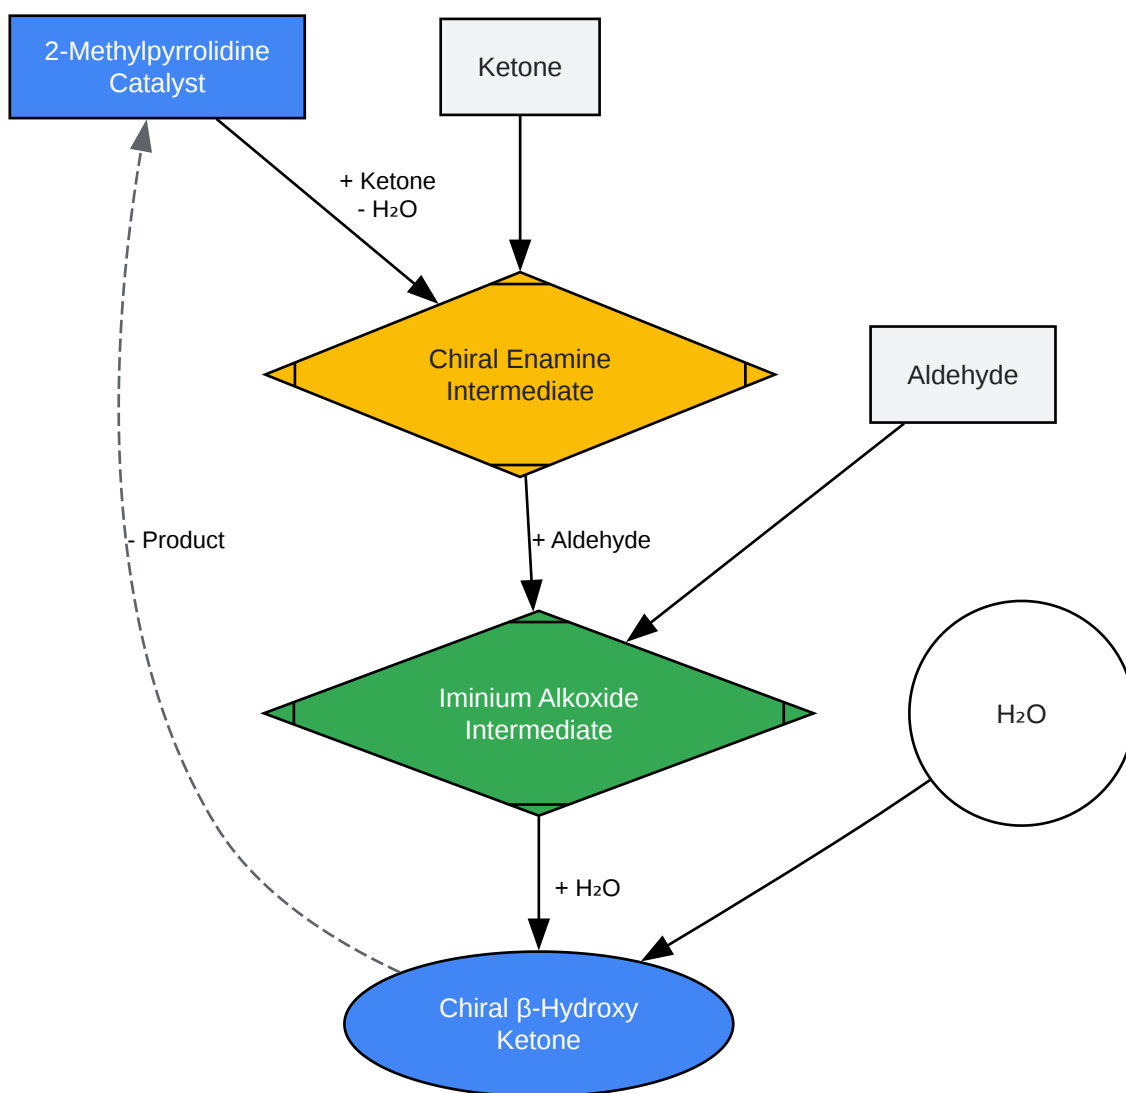 2-Methylpyrrolidine
Catalyst
Ketone
+ Ketone
- H₂O
Chiral Enamine
Intermediate
Aldehyde
- Product
+ Aldehyde
Iminium Alkoxide
Intermediate
H₂O
+ H₂O
Chiral β-Hydroxy
Ketone